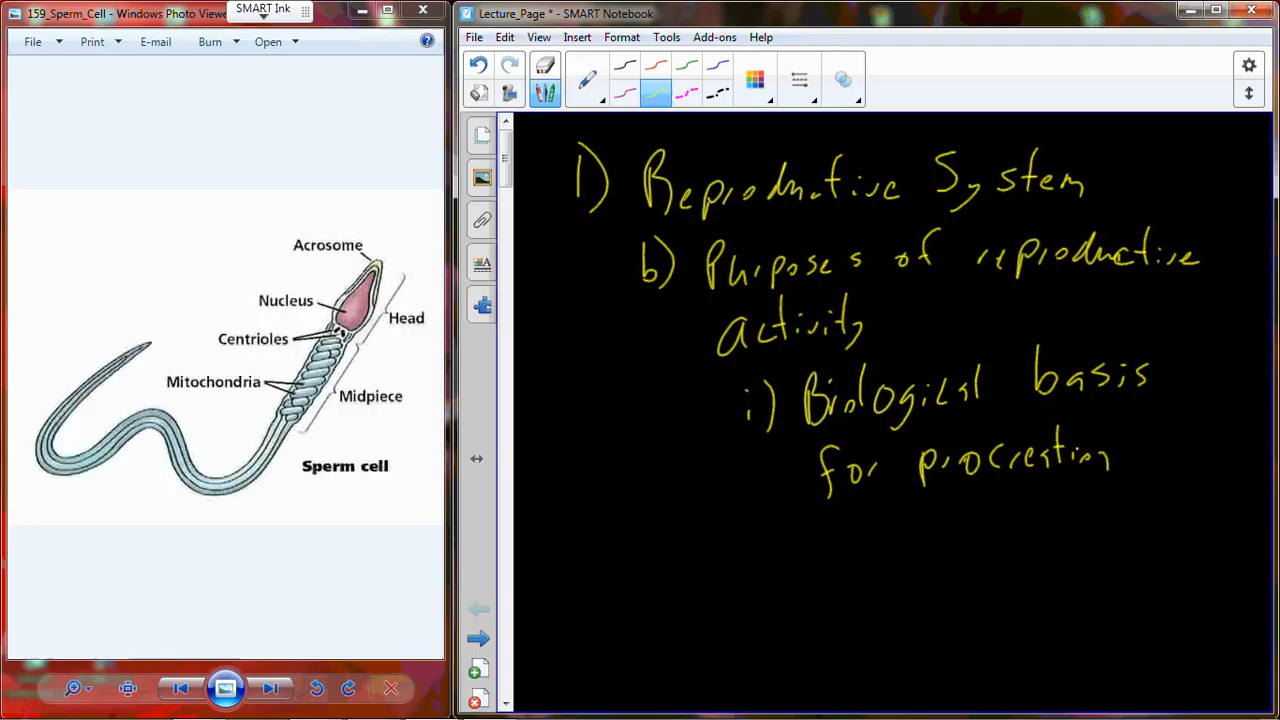 159_Sperm_Cell - Windows Photo Viewe
SMART Ink
File Print E-mail Burn Open
Acrosome
Nucleus
Head
Centrioles
Mitochondria
Midpiece
Sperm cell
Lecture_Page * - SMART Notebook
File Edit View Insert Format Tools Add-ons Help
1) Reproductive System
b) Purposes of reproductive
activity
i) Biological basis
for procreation